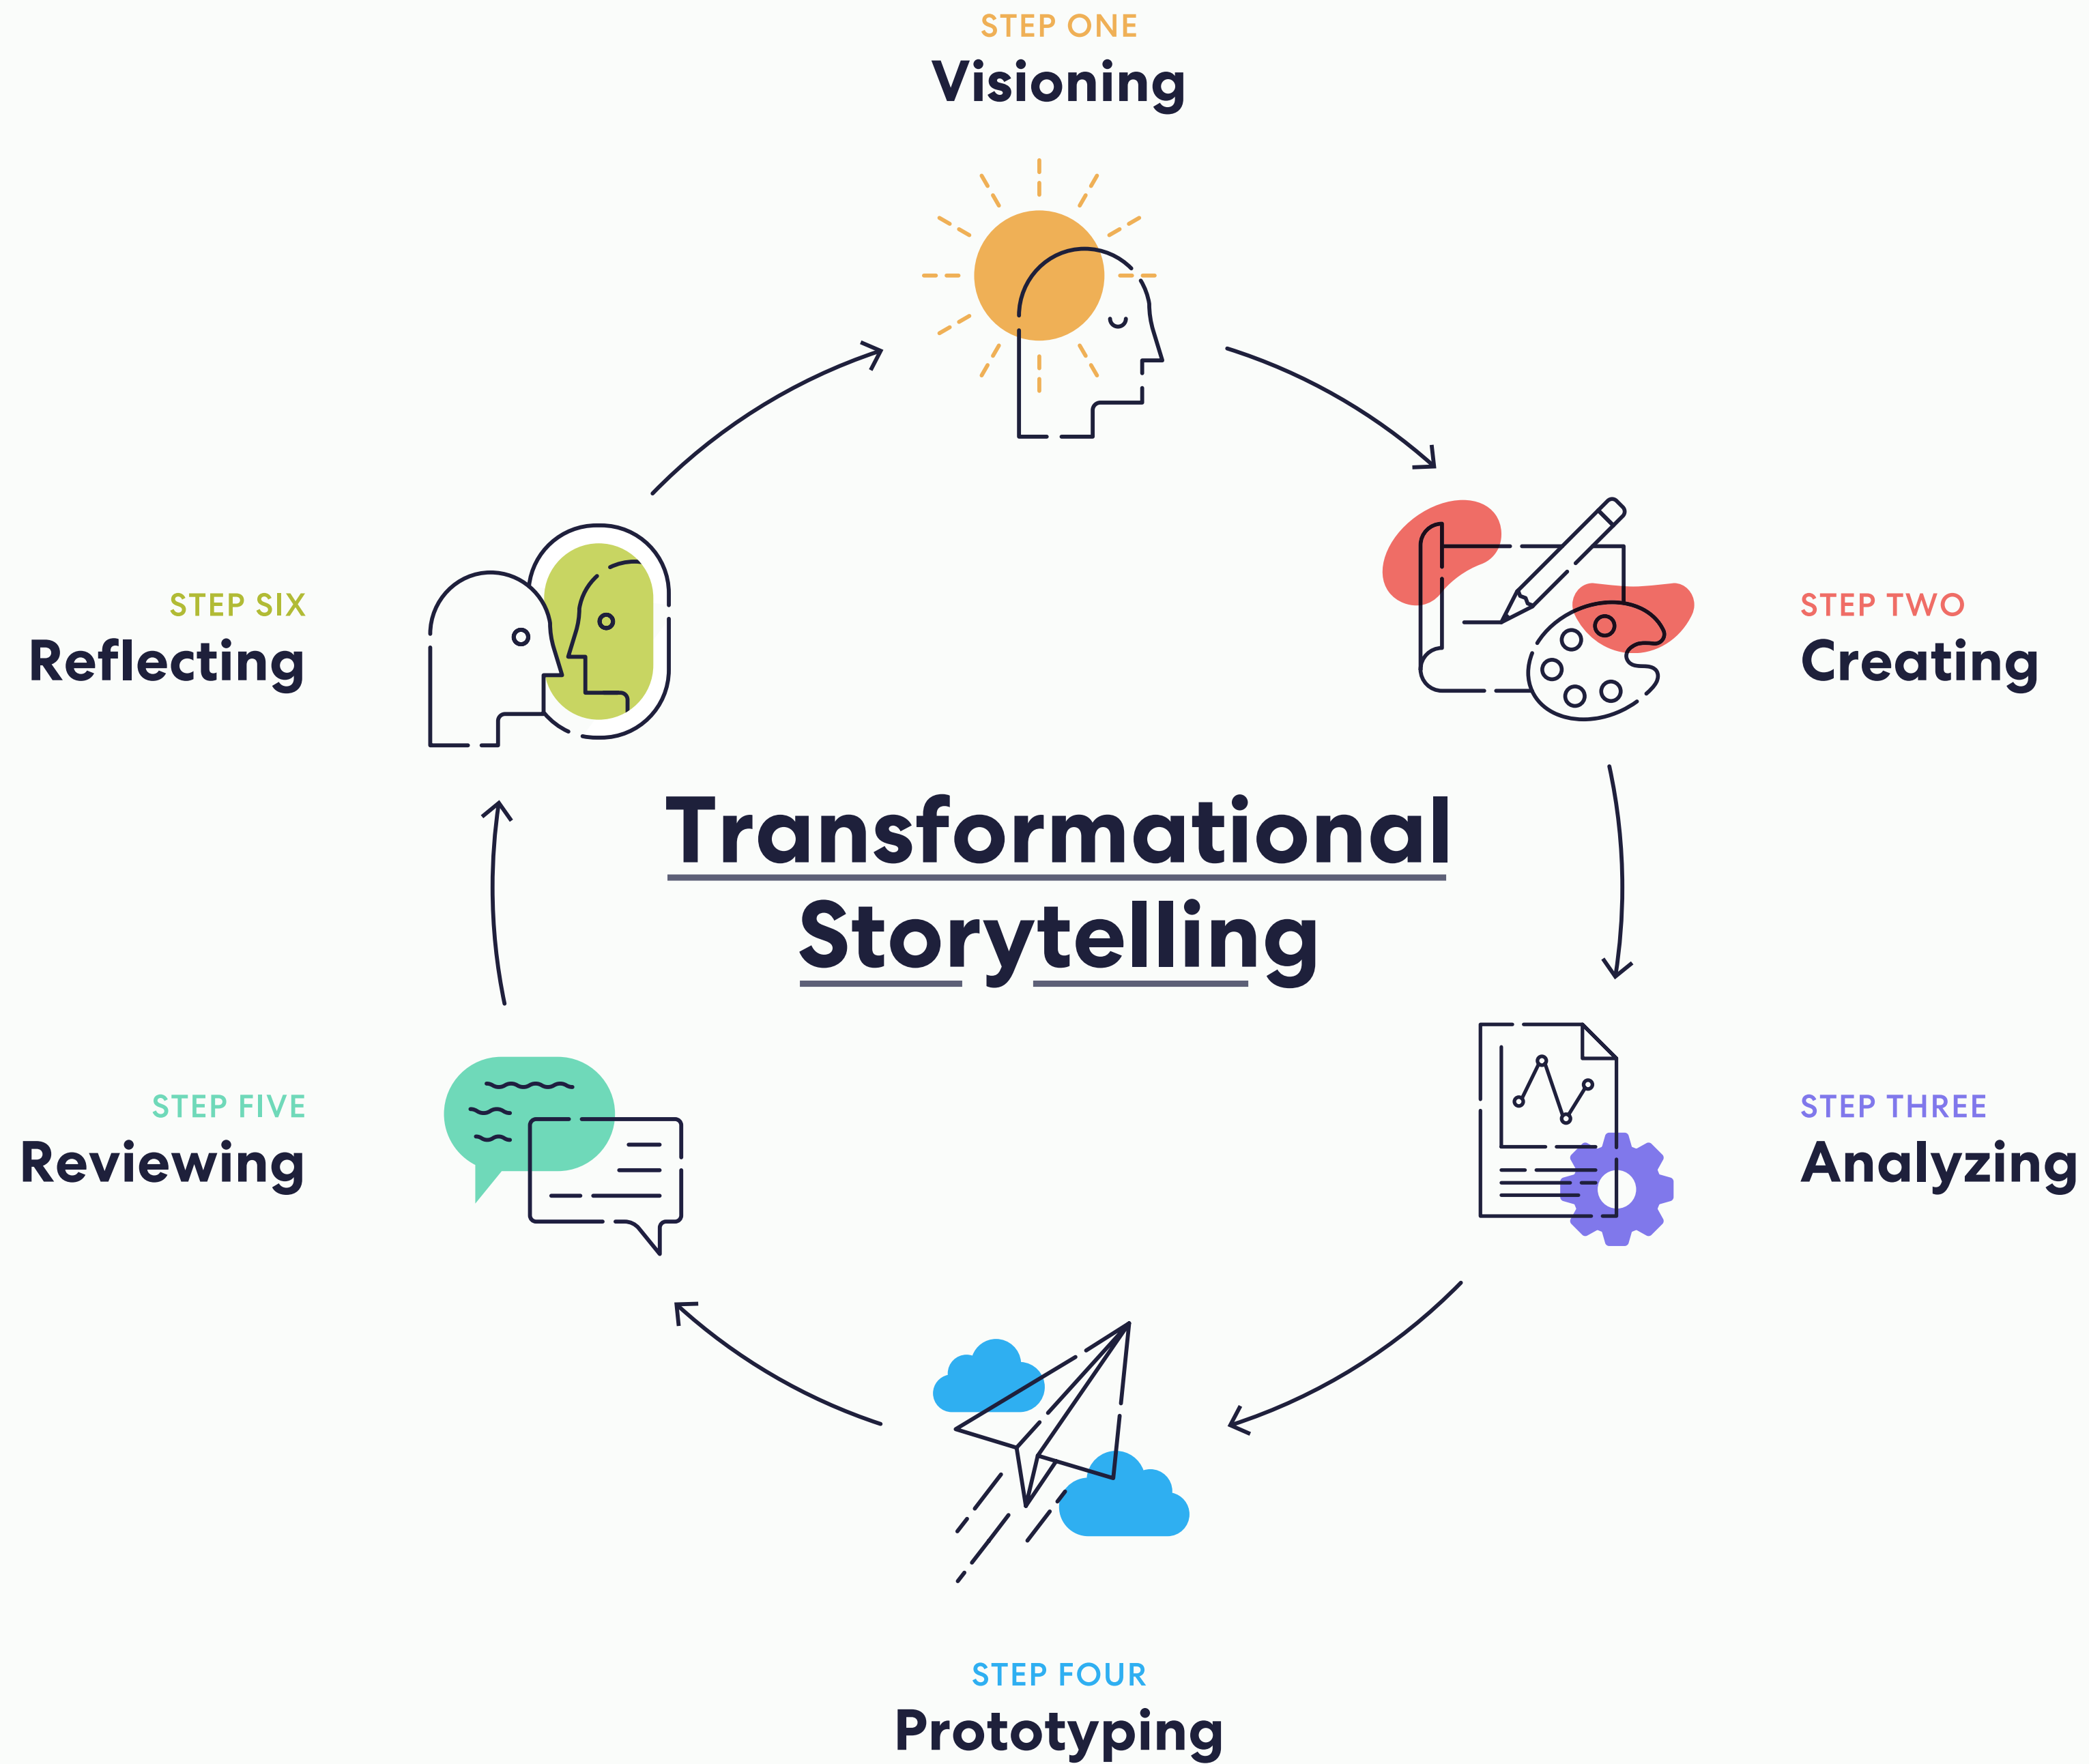 STEP ONE
Visioning
STEP TWO
Creating
STEP THREE
Analyzing
STEP FOUR
Prototyping
STEP FIVE
Reviewing
STEP SIX
Reflecting
Transformational
Storytelling